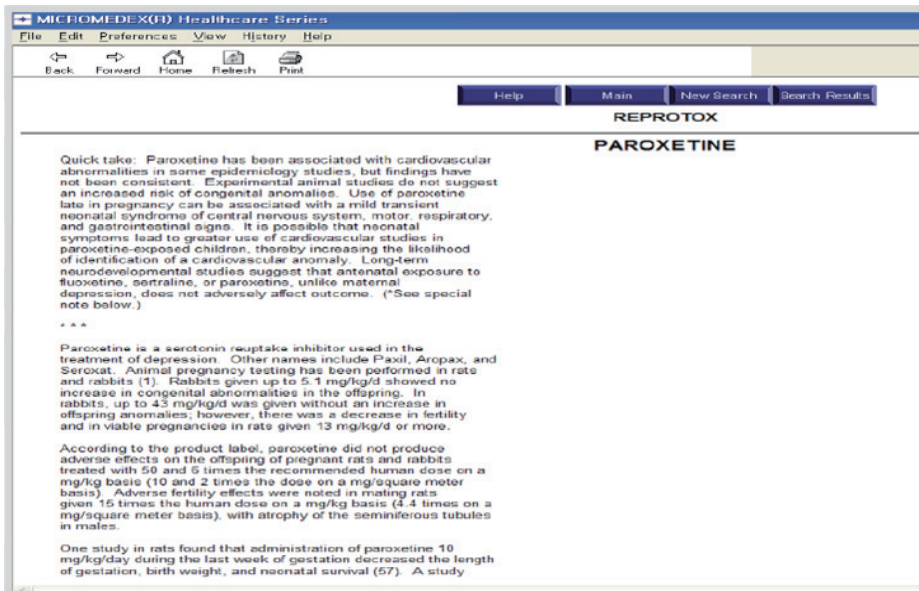 MICROMEDEX(R) Healthcare Series
File Edit Preferences View History Help
Back Forward Home Refresh Print
Help Main New Search Search Results
REPROTOX
PAROXETINE
Quick take: Paroxetine has been associated with cardiovascular
abnormalities in some epidemiology studies, but findings have
not been consistent. Experimental animal studies do not suggest
an increased risk of congenital anomalies. Use of paroxetine
late in pregnancy can be associated with a mild transient
neonatal syndrome of central nervous system, motor, respiratory,
and gastrointestinal signs. It is possible that neonatal
symptoms lead to greater use of cardiovascular studies in
paroxetine-exposed children, thereby increasing the likelihood
of identification of a cardiovascular anomaly. Long-term
neurodevelopmental studies suggest that antenatal exposure to
fluoxetine, sertraline, or paroxetine, unlike maternal
depression, does not adversely affect outcome. (*See special
note below.)
* * *
Paroxetine is a serotonin reuptake inhibitor used in the
treatment of depression. Other names include Paxil, Aropax, and
Seroxat. Animal pregnancy testing has been performed in rats
and rabbits (1). Rabbits given up to 5.1 mg/kg/d showed no
increase in congenital abnormalities in the offspring. In
rabbits, up to 43 mg/kg/d was given without an increase in
offspring anomalies; however, there was a decrease in fertility
and in viable pregnancies in rats given 13 mg/kg/d or more.
According to the product label, paroxetine did not produce
adverse effects on the offspring of pregnant rats and rabbits
treated with 50 and 6 times the recommended human dose on a
mg/kg basis (10 and 2 times the dose on a mg/square meter
basis). Adverse fertility effects were noted in mating rats
given 15 times the human dose on a mg/kg basis (4.4 times on a
mg/square meter basis), with atrophy of the seminiferous tubules
in males.
One study in rats found that administration of paroxetine 10
mg/kg/day during the last week of gestation decreased the length
of gestation, birth weight, and neonatal survival (57). A study